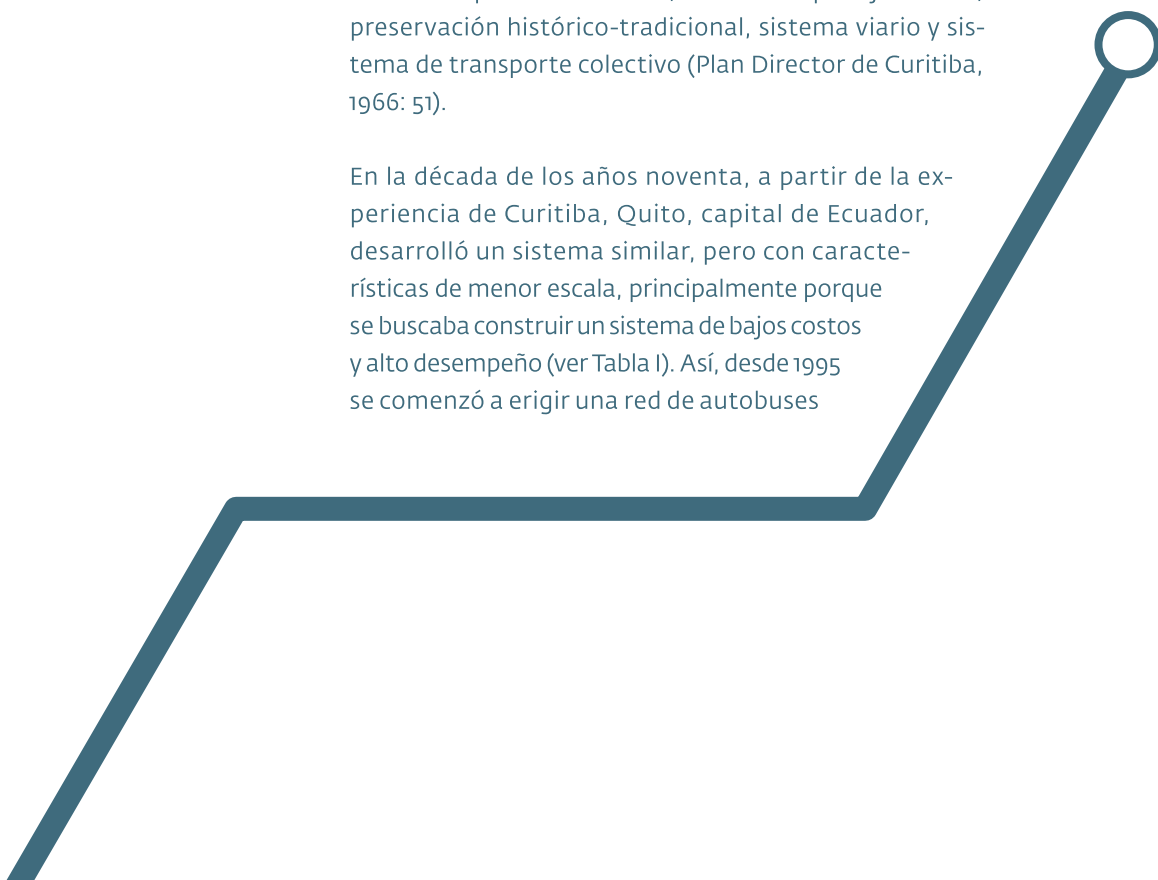 preservación histórico-tradicional, sistema viario y sis-
tema de transporte colectivo (Plan Director de Curitiba,
1966: 51).
En la década de los años noventa, a partir de la ex-
periencia de Curitiba, Quito, capital de Ecuador,
desarrolló un sistema similar, pero con caracte-
rísticas de menor escala, principalmente porque
se buscaba construir un sistema de bajos costos
y alto desempeño (ver Tabla I). Así, desde 1995
se comenzó a erigir una red de autobuses